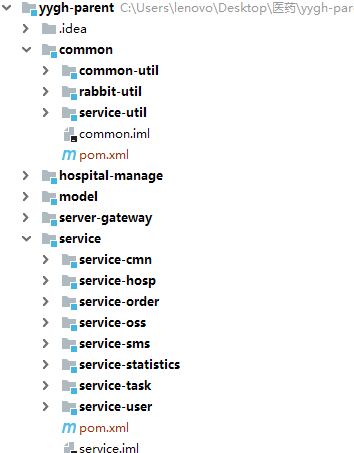 yygh-parent C:\Users\lenovo\Desktop\医药\yygh-par
.idea
common
common-util
rabbit-util
service-util
common.iml
pom.xml
hospital-manage
model
server-gateway
service
service-cmn
service-hosp
service-order
service-oss
service-sms
service-statistics
service-task
service-user
pom.xml
service.iml